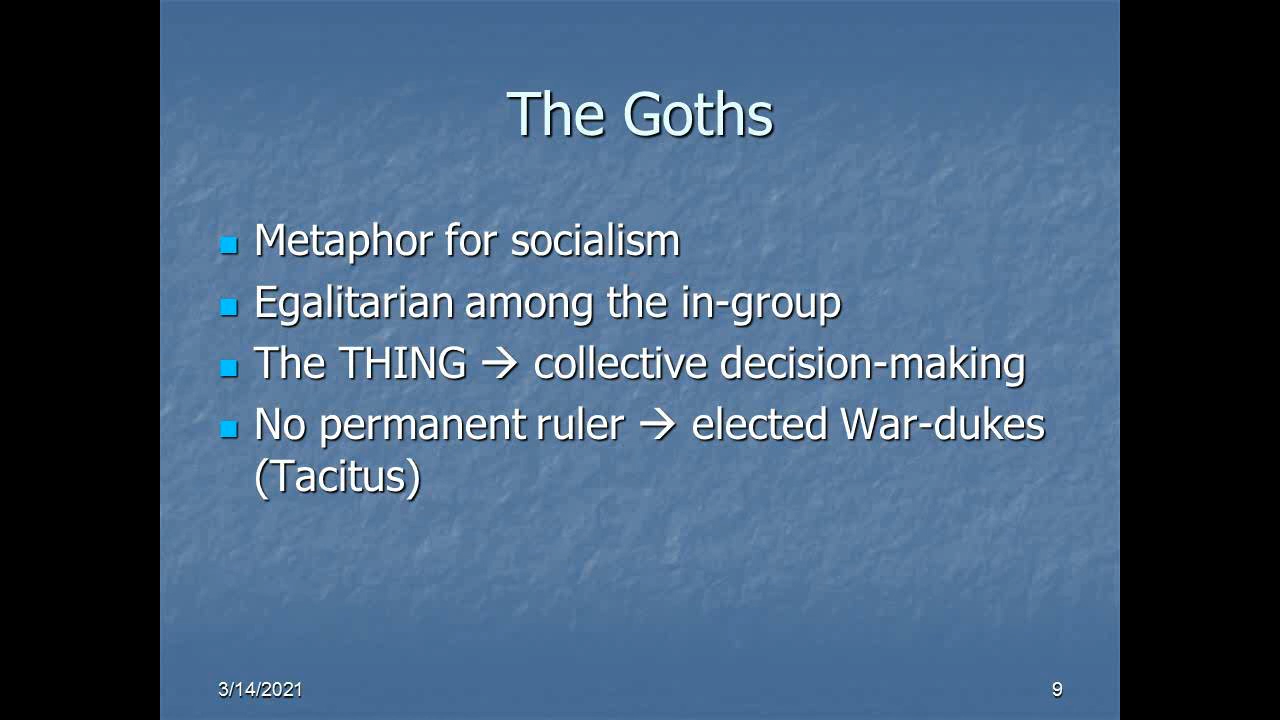 The Goths
Metaphor for socialism
Egalitarian among the in-group
The THING → collective decision-making
No permanent ruler → elected War-dukes
(Tacitus)
3/14/2021
9